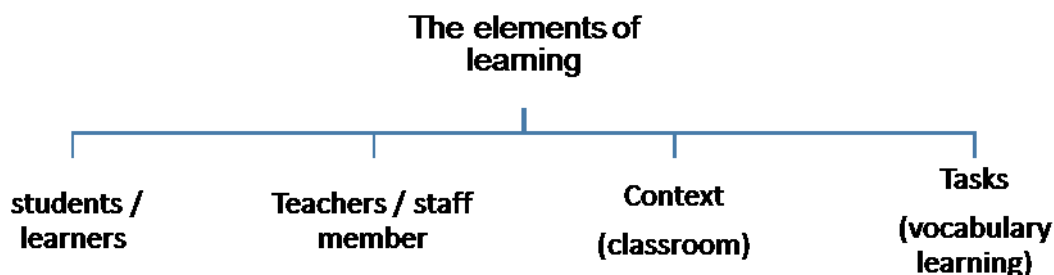 The elements of
learning
students /
learners
Teachers / staff
member
Context
(classroom)
Tasks
(vocabulary
learning)